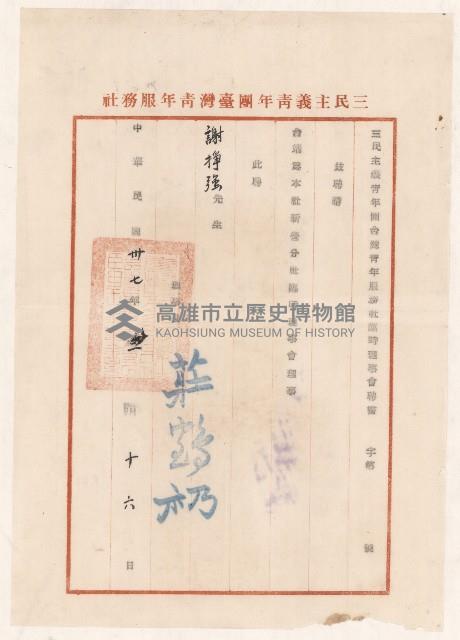 三民主義青年團臺灣青年服務社
三民主義青年團台灣青年服務社臨時理事會聘書 字第 號
茲聘請
台端為本社新營分社臨時理事會理事
此聘
謝掙强先生
莊鶴礽
中華民國卅七年 月十六日
高雄市立歷史博物館
KAOHSIUNG MUSEUM OF HISTORY